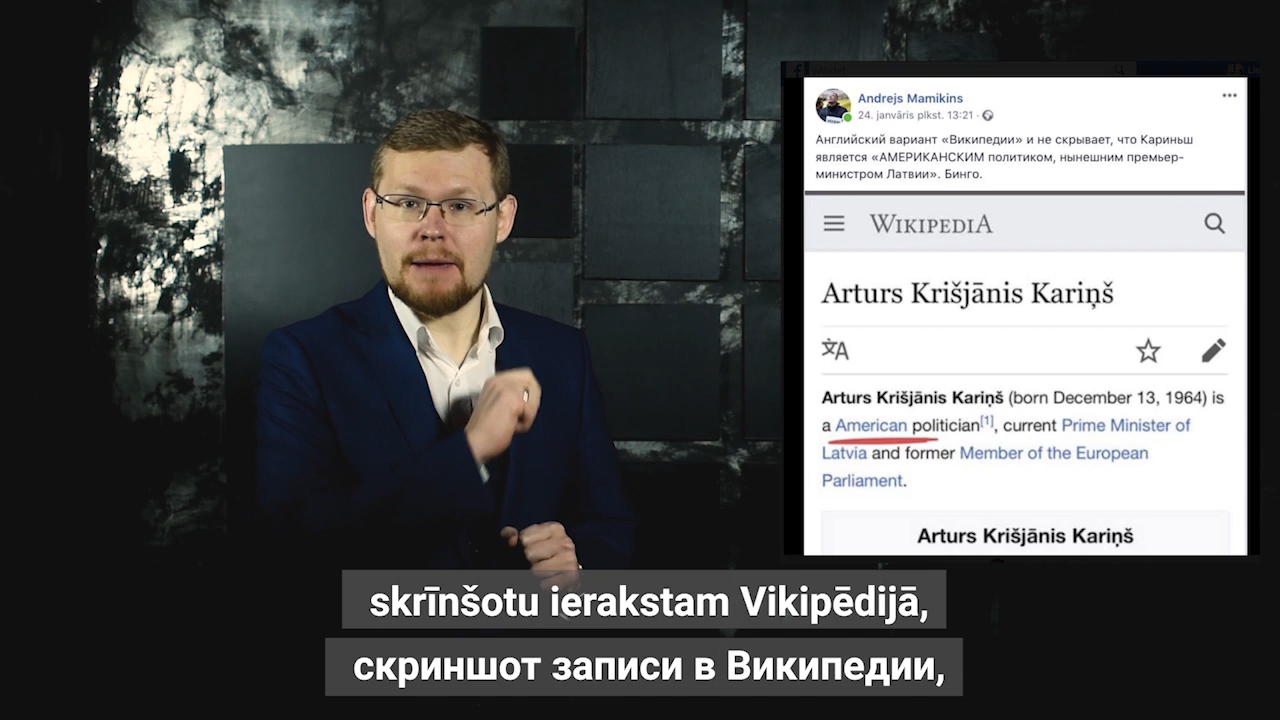 Andrejs Mamikins
24. janvāris plkst. 13:21 ·
Английский вариант «Википедии» и не скрывает, что Кариньш
является «АМЕРИКАНСКИМ политиком, нынешним премьер-
министром Латвии». Бинго.
WIKIPEDIA
Arturs Krišjānis Kariņš
Arturs Krišjānis Kariņš (born December 13, 1964) is
a American politician[1], current Prime Minister of
Latvia and former Member of the European
Parliament.
Arturs Krišjānis Kariņš
skrīnšotu ierakstam Vikipēdijā,
скриншот записи в Википедии,